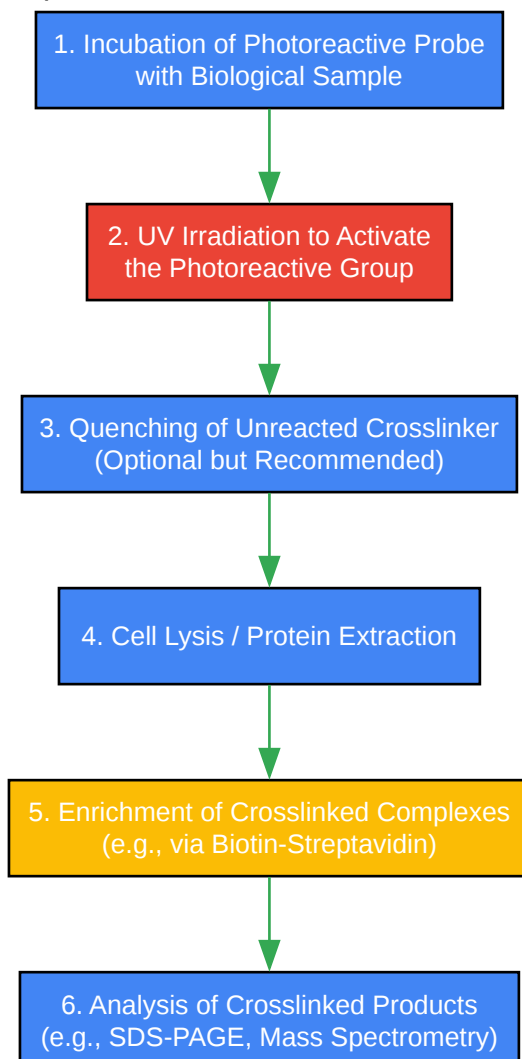 1. Incubation of Photoreactive Probe
with Biological Sample
2. UV Irradiation to Activate
the Photoreactive Group
3. Quenching of Unreacted Crosslinker
(Optional but Recommended)
4. Cell Lysis / Protein Extraction
5. Enrichment of Crosslinked Complexes
(e.g., via Biotin-Streptavidin)
6. Analysis of Crosslinked Products
(e.g., SDS-PAGE, Mass Spectrometry)